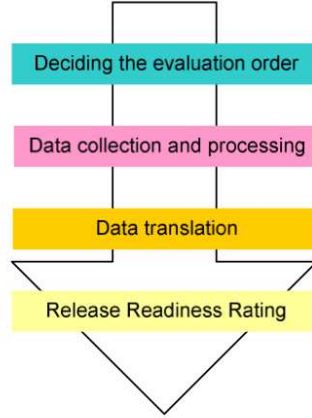 Deciding the evaluation order
Data collection and processing
Data translation
Release Readiness Rating